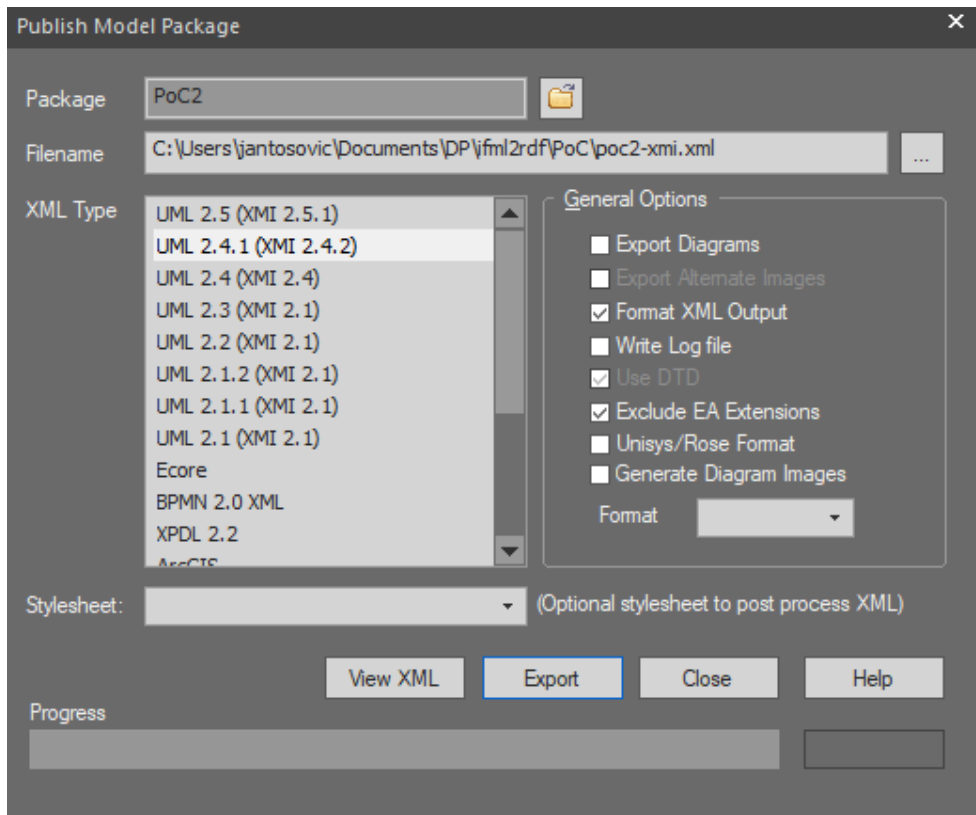 Publish Model Package
Package PoC2
Filename C:\Users\jantosovic\Documents\DP\ifml2rdf\PoC\poc2-xmi.xml ...
XML Type
UML 2.5 (XMI 2.5.1)
UML 2.4.1 (XMI 2.4.2)
UML 2.4 (XMI 2.4)
UML 2.3 (XMI 2.1)
UML 2.2 (XMI 2.1)
UML 2.1.2 (XMI 2.1)
UML 2.1.1 (XMI 2.1)
UML 2.1 (XMI 2.1)
Ecore
BPMN 2.0 XML
XPDL 2.2
ArcGIS
General Options
Export Diagrams
Export Alternate Images
Format XML Output
Write Log file
Use DTD
Exclude EA Extensions
Unisys/Rose Format
Generate Diagram Images
Format
Stylesheet: (Optional stylesheet to post process XML)
View XML Export Close Help
Progress